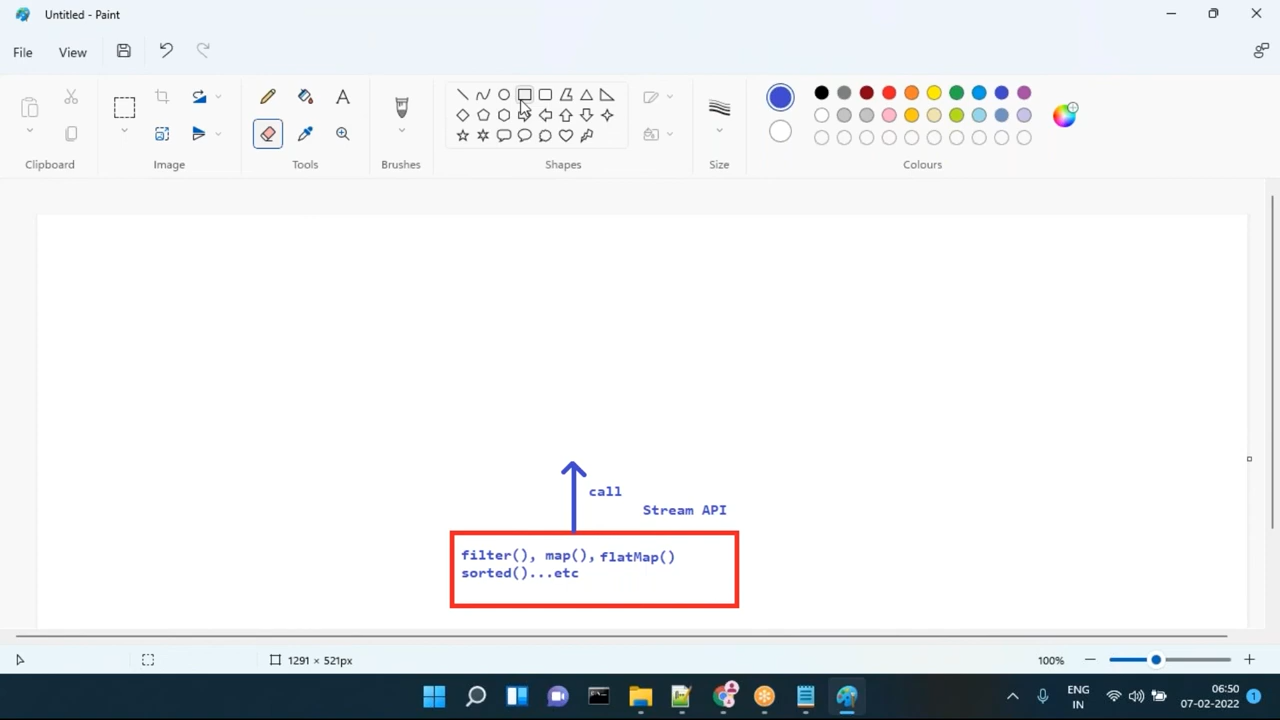 Untitled - Paint
File View
Clipboard
Image
Tools
Brushes
Shapes
Size
Colours
call
Stream API
filter(), map(), flatMap()
sorted()...etc
1291 × 521px
100%
ENG
IN
06:50
07-02-2022
1